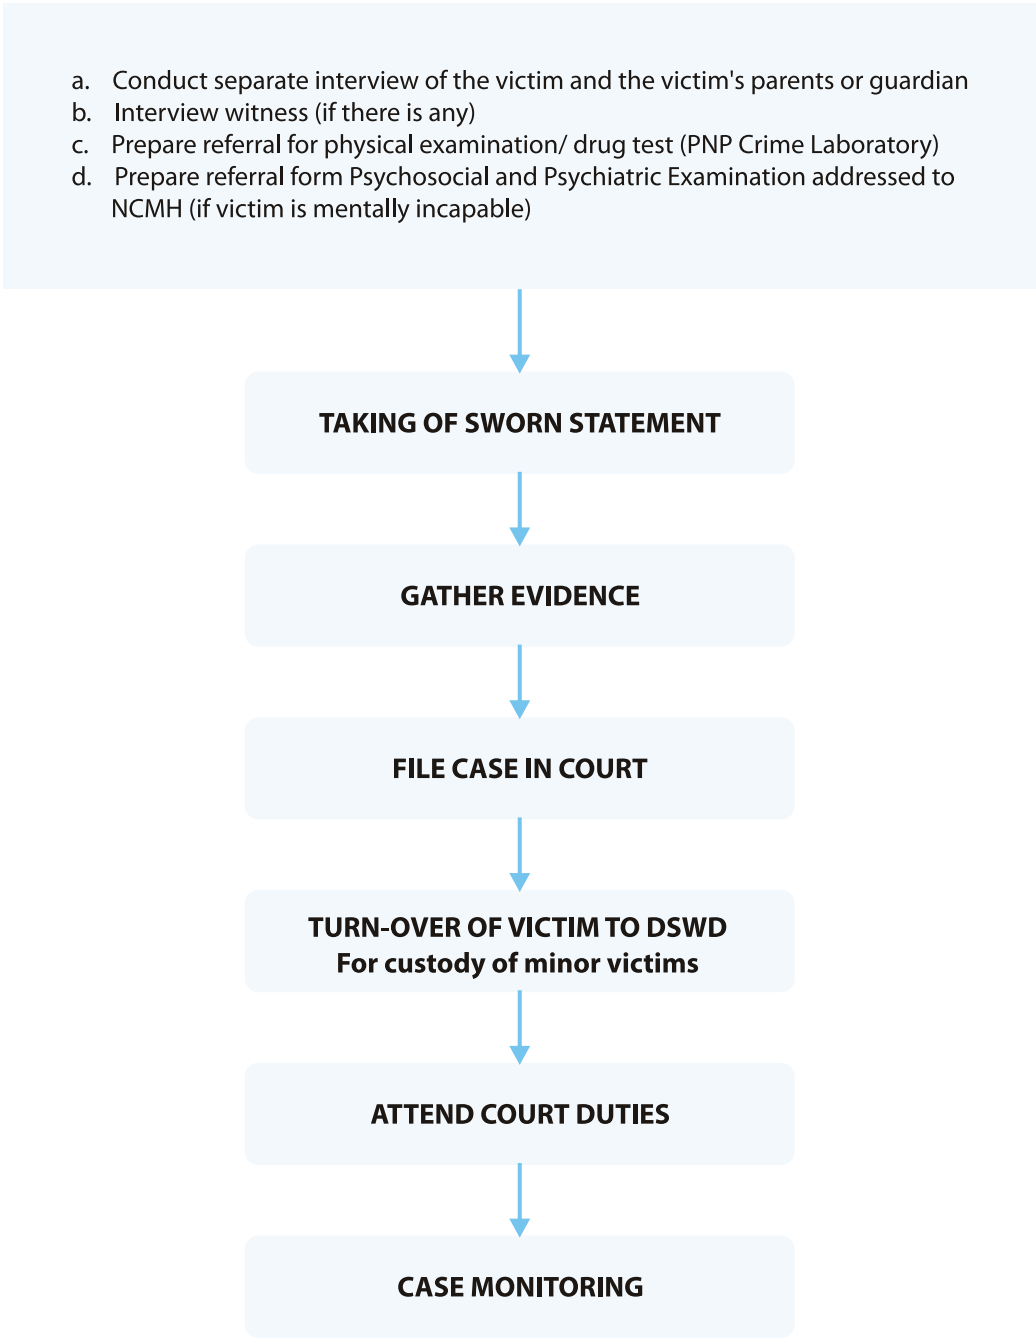 a. Conduct separate interview of the victim and the victim's parents or guardian
b. Interview witness (if there is any)
c. Prepare referral for physical examination/ drug test (PNP Crime Laboratory)
d. Prepare referral form Psychosocial and Psychiatric Examination addressed to
NCMH (if victim is mentally incapable)
TAKING OF SWORN STATEMENT
GATHER EVIDENCE
FILE CASE IN COURT
TURN-OVER OF VICTIM TO DSWD
For custody of minor victims
ATTEND COURT DUTIES
CASE MONITORING